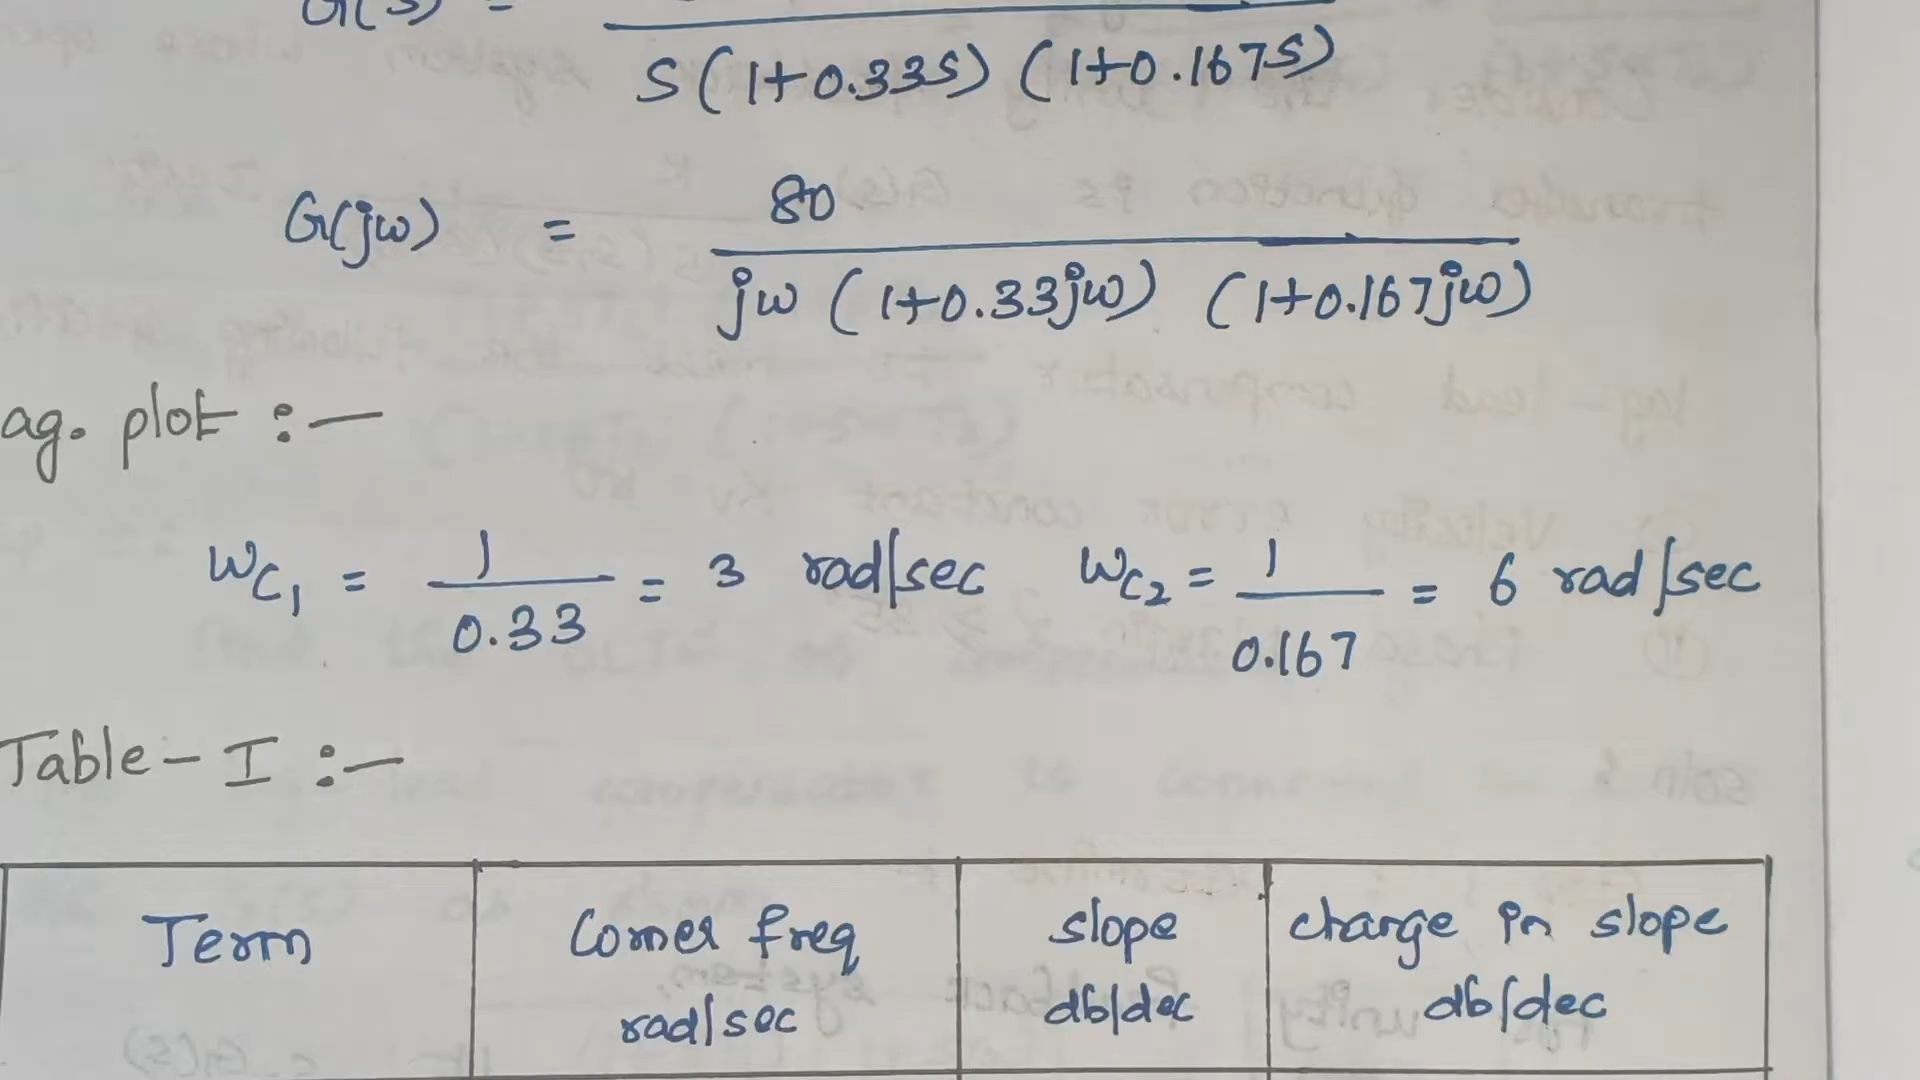 G(s) =
S(1+0.33S) (1+0.167S)
G(jω) = 80
jω (1+0.33jω) (1+0.167jω)
ag. plot :-
ωC1 = 1/0.33 = 3 rad/sec ωC2 = 1/0.167 = 6 rad/sec
Table-I :-
Term Corner freq rad/sec slope db/dec change in slope db/dec